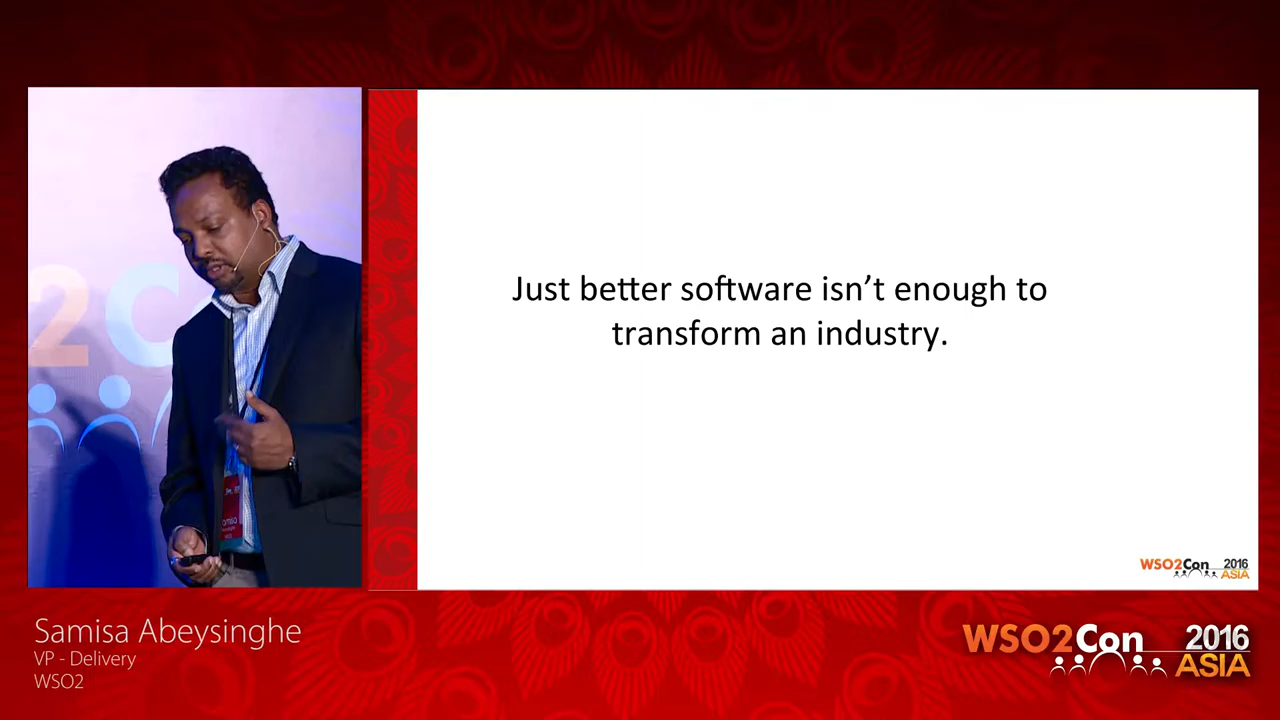 2C
Just better software isn't enough to
transform an industry.
WSO2Con 2016
ASIA
Samisa Abeysinghe
VP - Delivery
WSO2
WSO2Con 2016
ASIA